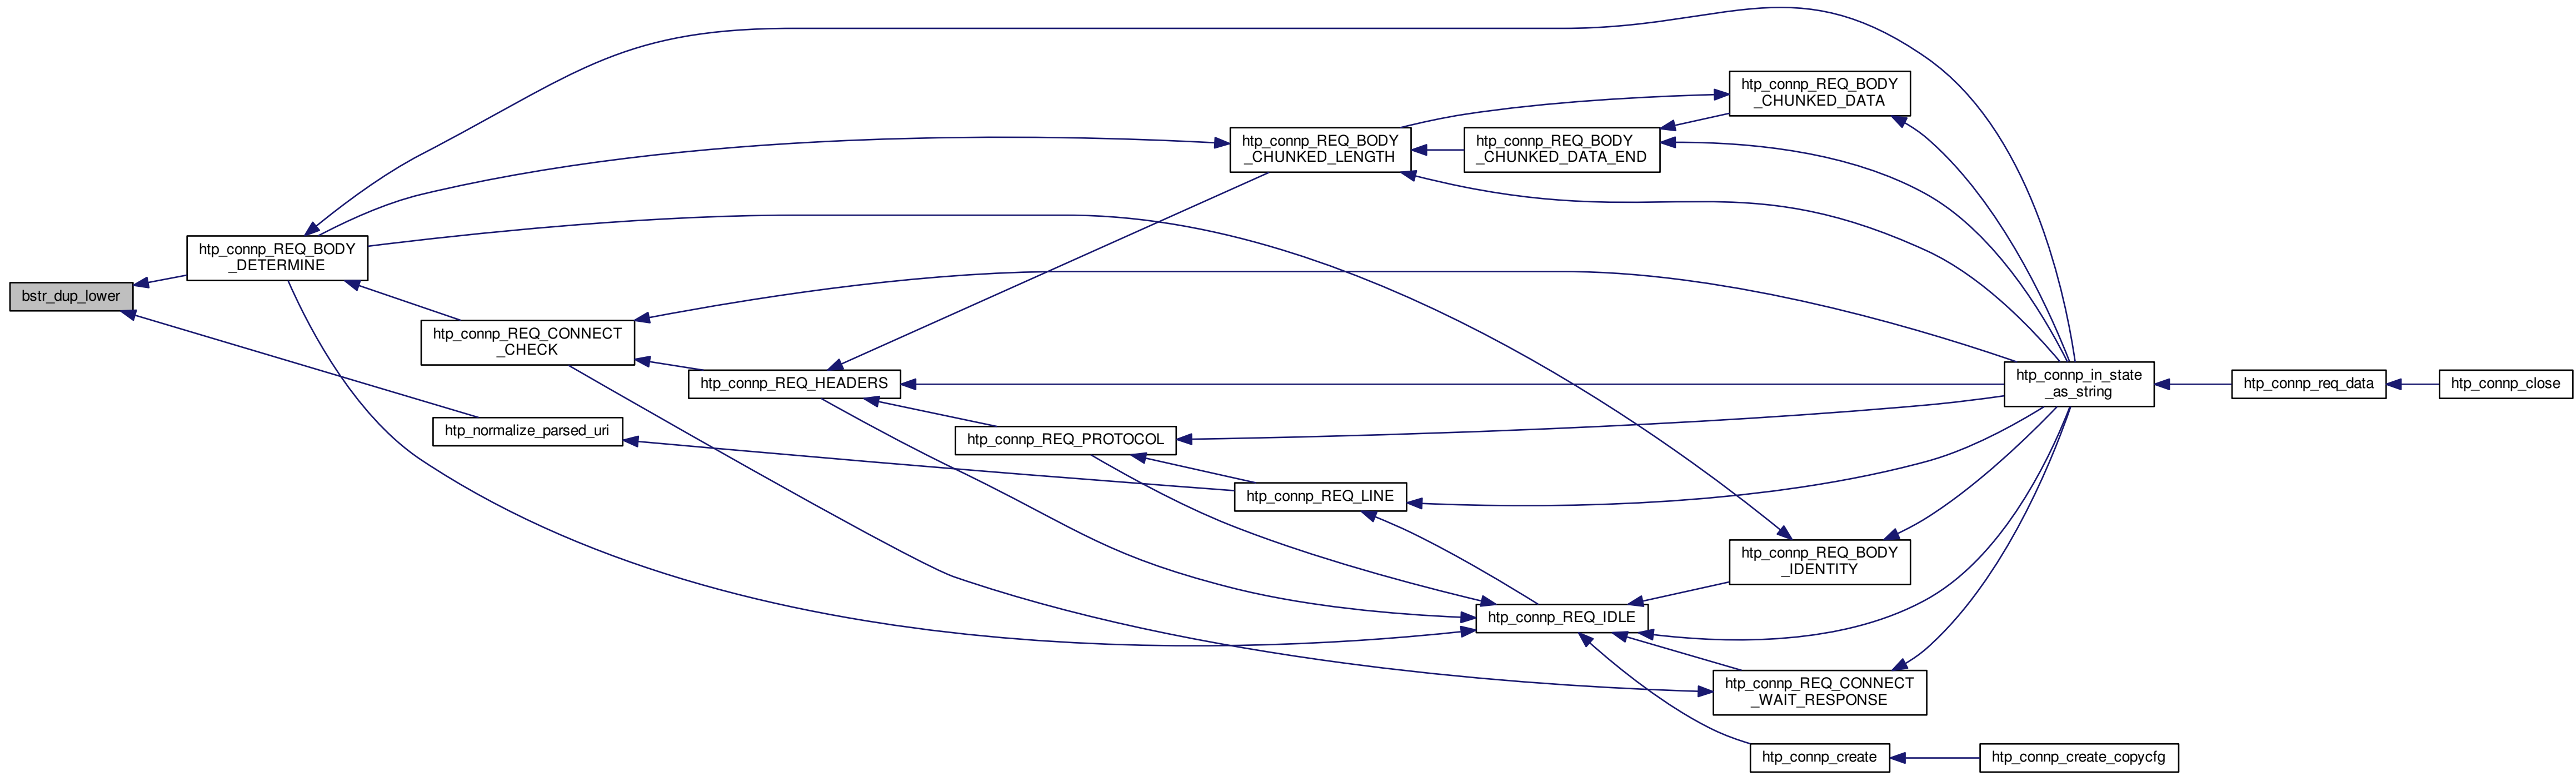 bstr_dup_lower
htp_connp_REQ_BODY
_DETERMINE
htp_connp_REQ_CONNECT
_CHECK
htp_normalize_parsed_uri
htp_connp_REQ_HEADERS
htp_connp_REQ_PROTOCOL
htp_connp_REQ_BODY
_CHUNKED_LENGTH
htp_connp_REQ_LINE
htp_connp_REQ_BODY
_CHUNKED_DATA_END
htp_connp_REQ_IDLE
htp_connp_REQ_BODY
_CHUNKED_DATA
htp_connp_REQ_BODY
_IDENTITY
htp_connp_REQ_CONNECT
_WAIT_RESPONSE
htp_connp_create
htp_connp_in_state
_as_string
htp_connp_create_copycfg
htp_connp_req_data
htp_connp_close